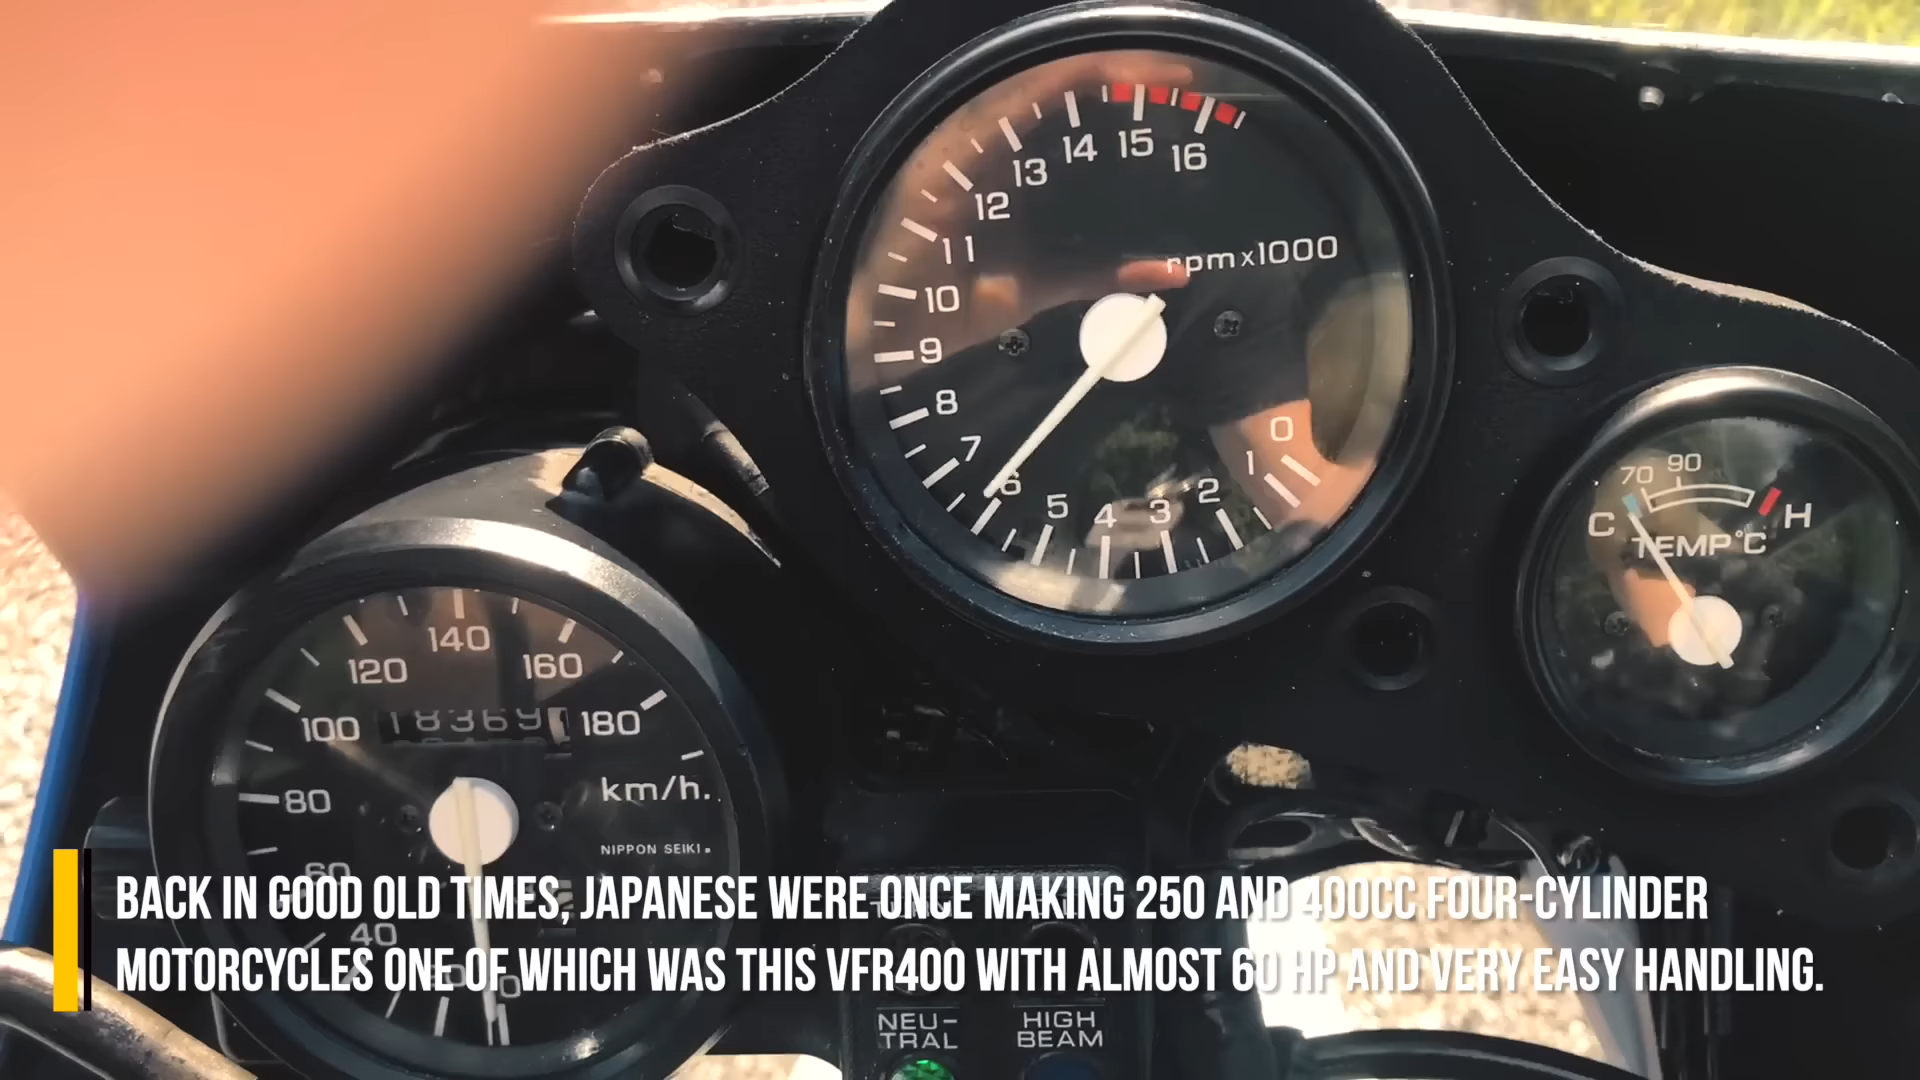 14 15 16
13
12
11
10
9
8
7
6
5 4 3 2 1 0
rpm x1000
70 90
C H
TEMP °C
140
120 160
100 180
80
60
40
km/h.
NIPPON SEIKI.
BACK IN GOOD OLD TIMES, JAPANESE WERE ONCE MAKING 250 AND 400CC FOUR-CYLINDER
MOTORCYCLES ONE OF WHICH WAS THIS VFR400 WITH ALMOST 60 HP AND VERY EASY HANDLING.
NEU-
TRAL
HIGH
BEAM